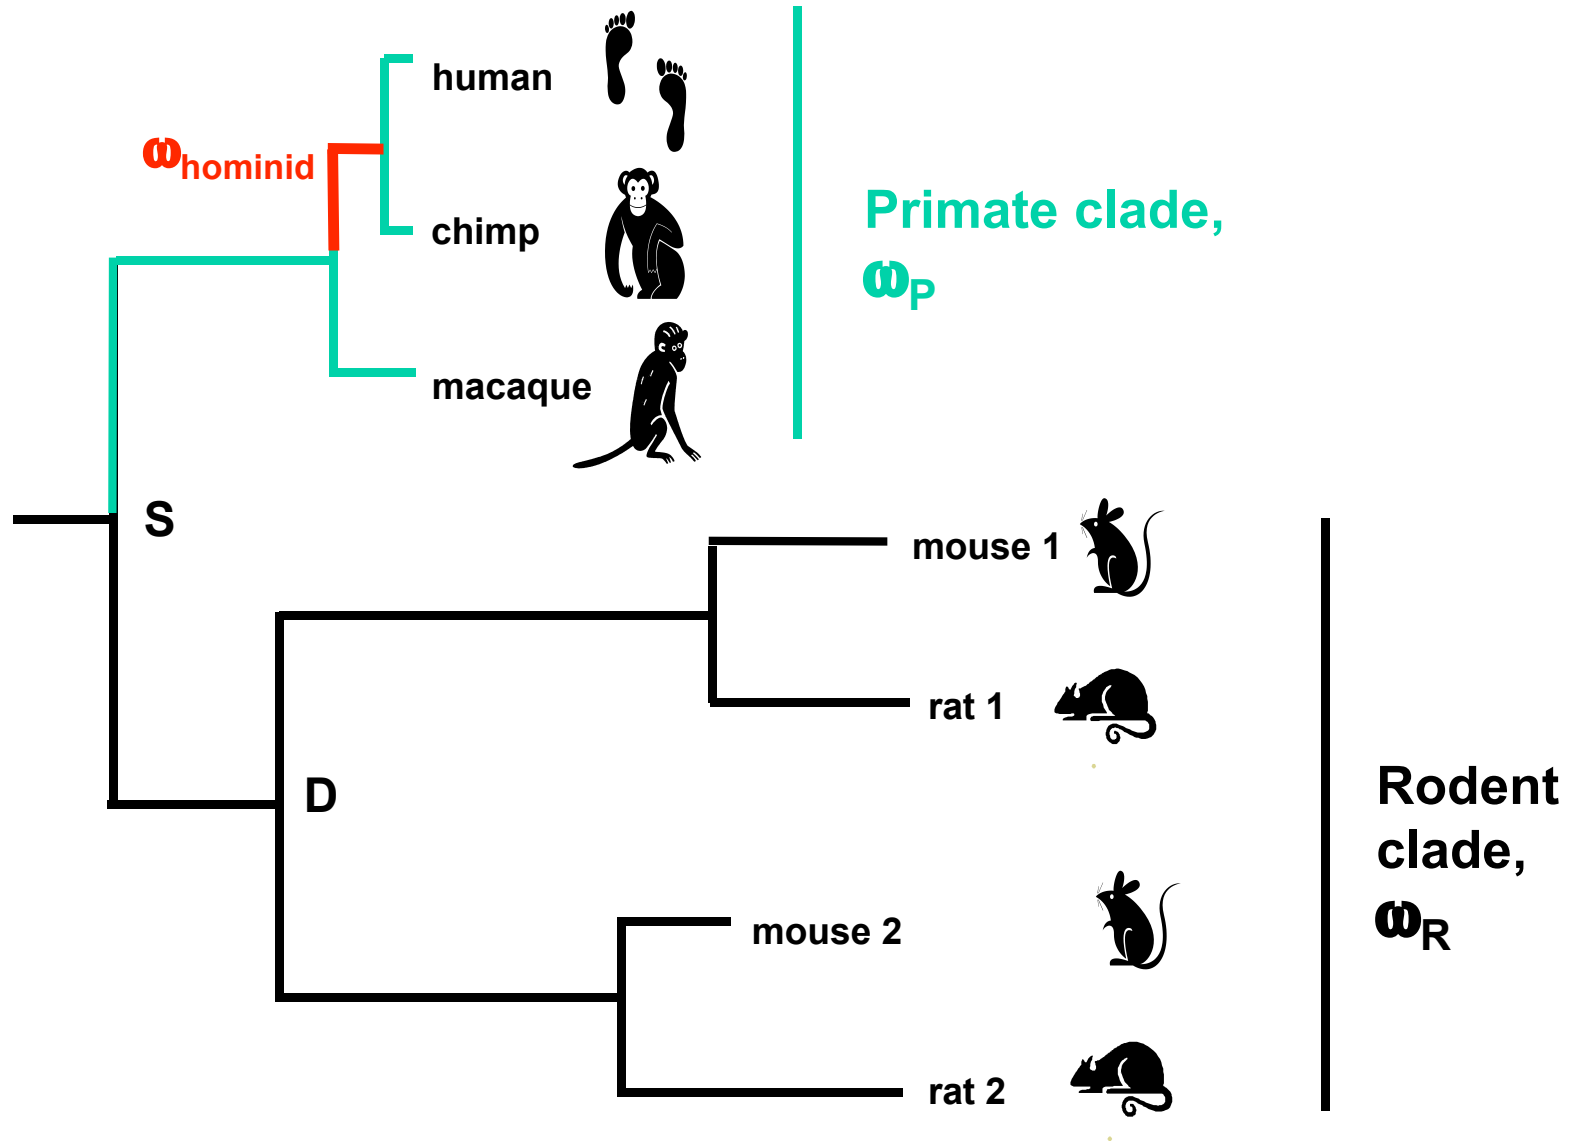 human
ωhominid
chimp
Primate clade,
ωP
macaque
S
mouse 1
rat 1
D
Rodent
clade,
ωR
mouse 2
rat 2